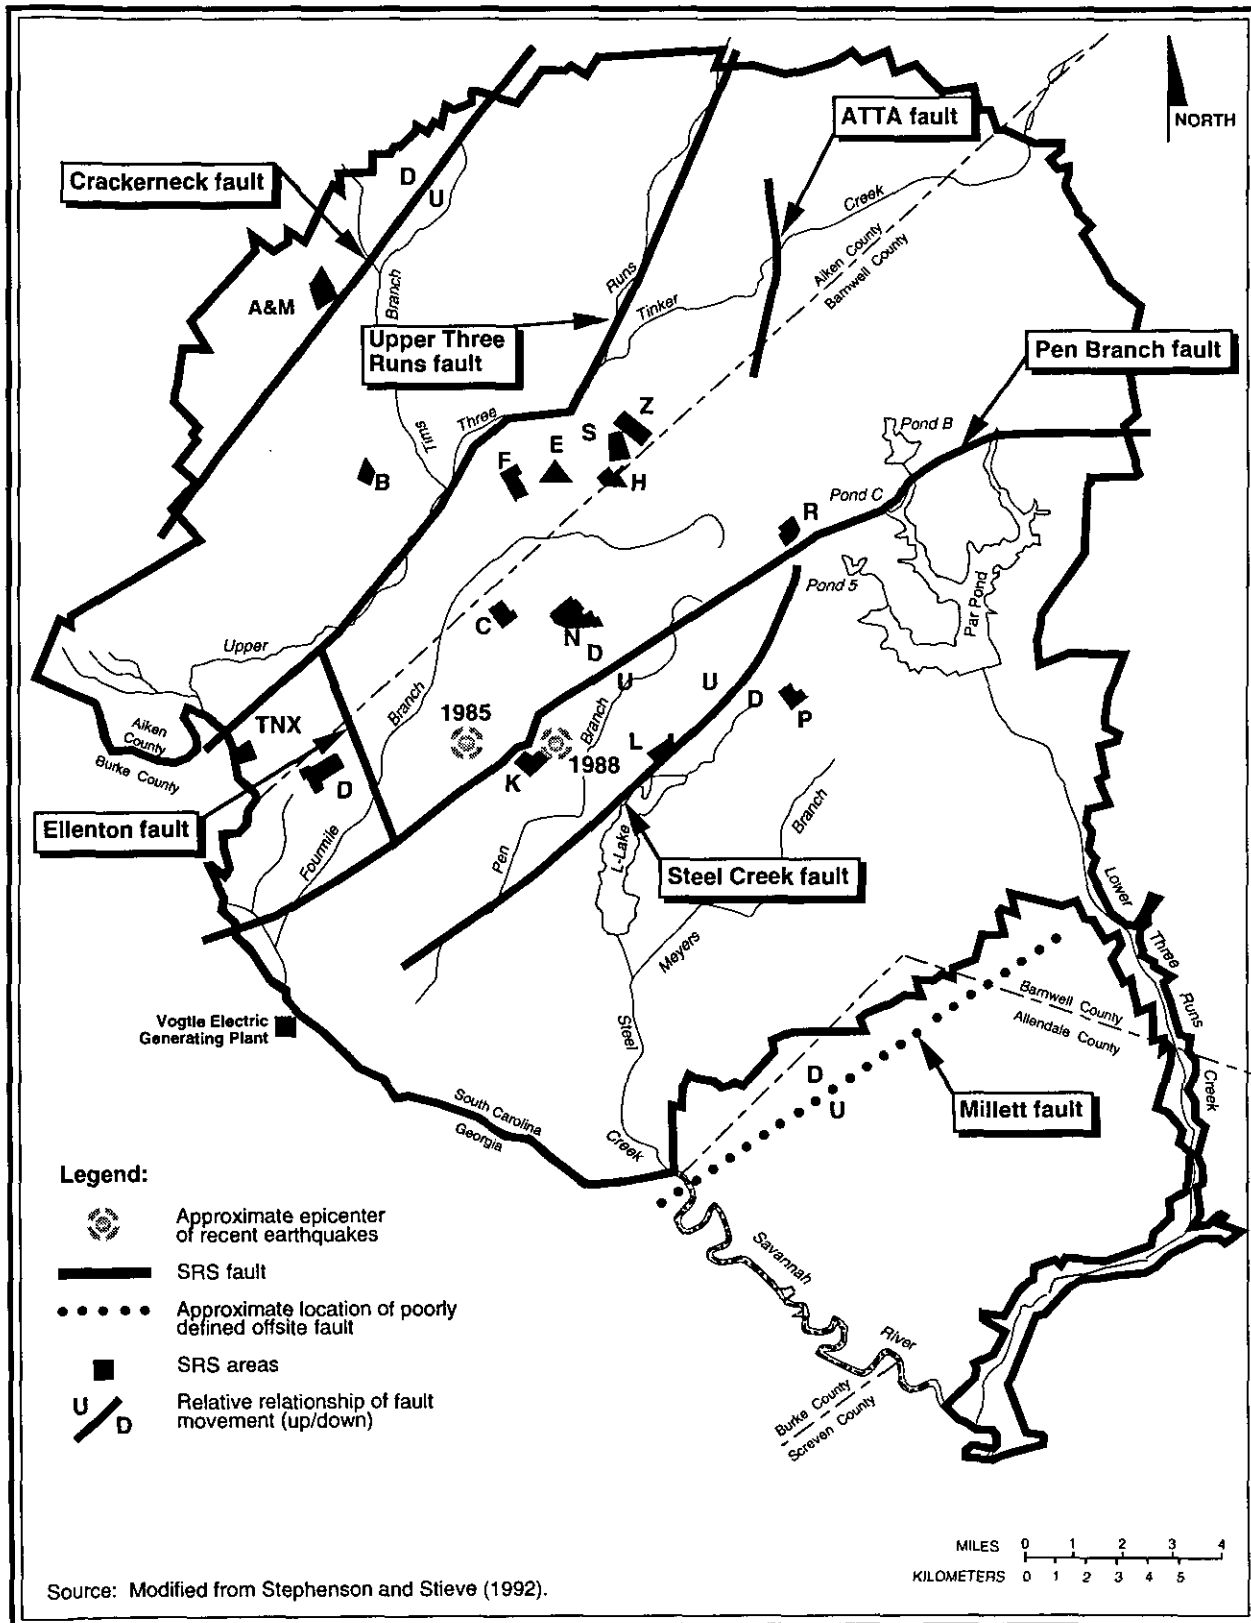 NORTH
ATTA fault
Crackerneck fault
D
U
Creek
Aiken County
Barnwell County
A&M
Branch
Runs
Tinker
Upper Three
Runs fault
Pen Branch fault
Tims
Three
Z
S
E
F
H
B
Pond B
Pond C
R
Pond 5
Par Pond
C
N
D
U
U
D
P
Upper
Branch
Branch
1985
1988
L
K
TNX
D
Aiken
County
Burke County
Ellenton fault
Fourmile
Pen
L-Lake
Branch
Steel Creek fault
Meyers
Lower
Three
Runs
Creek
Barnwell County
Allendale County
Steel
Creek
Vogtle Electric
Generating Plant
D
U
Millett fault
South Carolina
Georgia
Savannah
River
Burke County
Screven County
Legend:
Approximate epicenter
of recent earthquakes
SRS fault
Approximate location of poorly
defined offsite fault
SRS areas
U
D
Relative relationship of fault
movement (up/down)
MILES 0 1 2 3 4
KILOMETERS 0 1 2 3 4 5
Source: Modified from Stephenson and Stieve (1992).